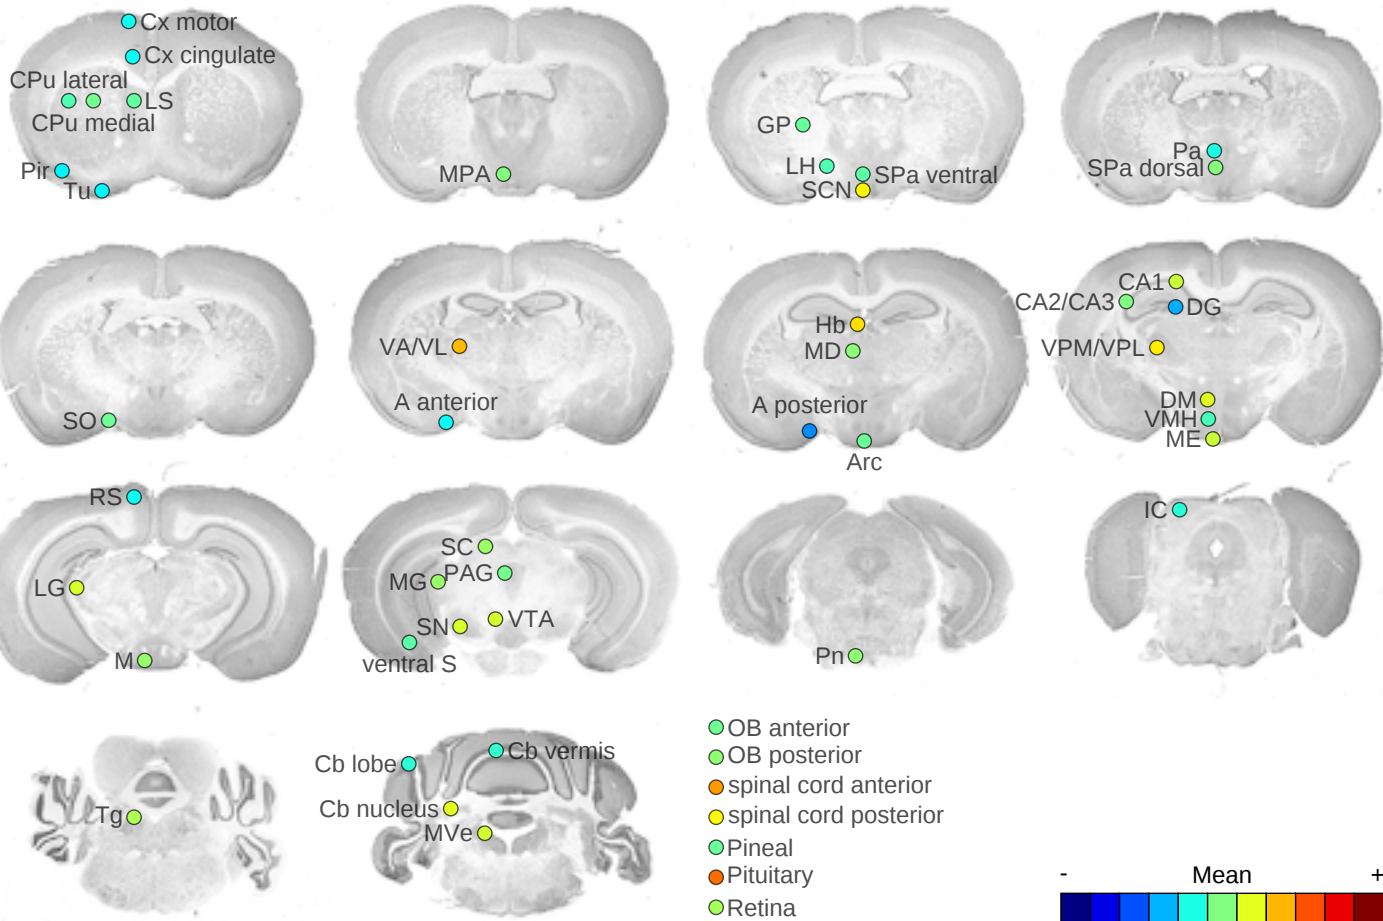 Cx motor
Cx cingulate
CPu lateral
LS
CPu medial
Pir
Tu
MPA
GP
LH
SPa ventral
SCN
Pa
SPa dorsal
SO
VA/VL
A anterior
Hb
MD
A posterior
Arc
CA1
CA2/CA3
DG
VPM/VPL
DM
VMH
ME
RS
LG
M
SC
PAG
MG
VTA
SN
ventral S
Pn
IC
Tg
Cb vermis
Cb lobe
Cb nucleus
MVe
OB anterior
OB posterior
spinal cord anterior
spinal cord posterior
Pineal
Pituitary
Retina
- Mean +